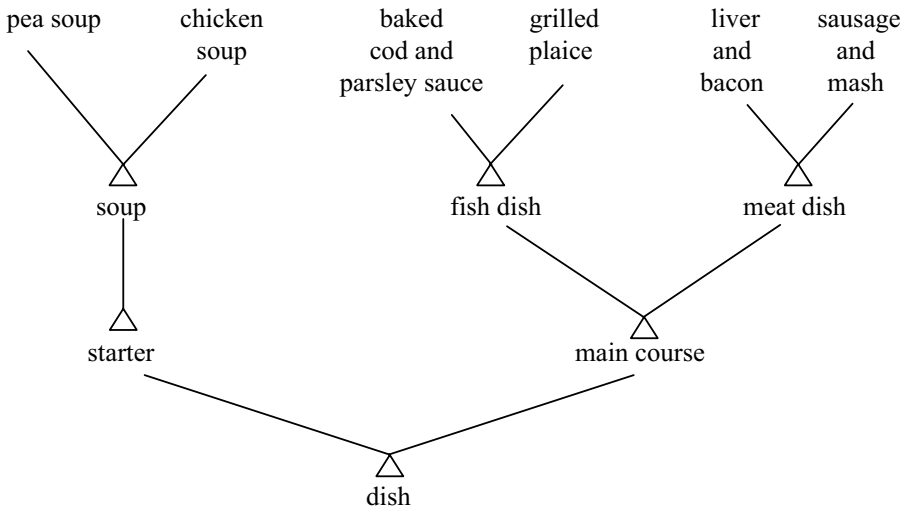 pea soup
chicken
soup
baked
cod and
parsley sauce
grilled
plaice
liver
and
bacon
sausage
and
mash
soup
fish dish
meat dish
starter
main course
dish